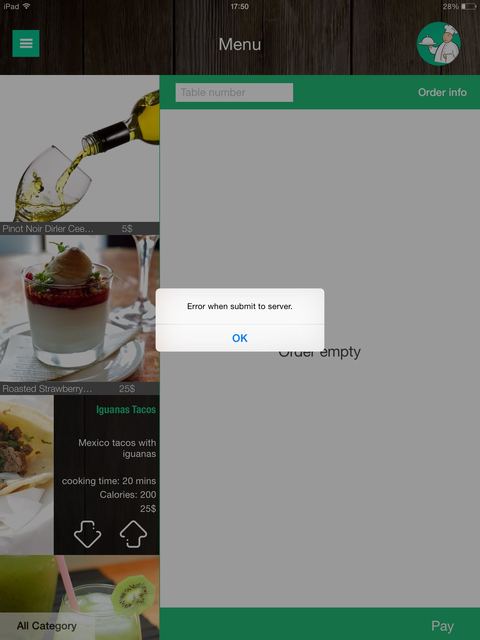 iPad 17:50 28%
Menu
Table number Order info
Pinot Noir Dirler Cee... 5$
Error when submit to server.
OK
Order empty
Roasted Strawberry... 25$
Iguanas Tacos
Mexico tacos with
iguanas
cooking time: 20 mins
Calories: 200
25$
All Category Pay